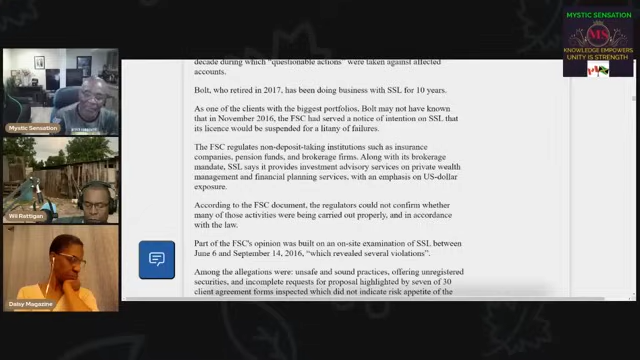 MYSTIC SENSATION
MS
KNOWLEDGE EMPOWERS
UNITY IS STRENGTH
Mystic Sensation
Wil Rattigan
Daisy Magazine
decade during which "questionable actions" were taken against affected
accounts.
Bolt, who retired in 2017, has been doing business with SSL for 10 years.
As one of the clients with the biggest portfolios, Bolt may not have known
that in November 2016, the FSC had served a notice of intention on SSL that
its licence would be suspended for a litany of failures.
The FSC regulates non-deposit-taking institutions such as insurance
companies, pension funds, and brokerage firms. Along with its brokerage
mandate, SSL says it provides investment advisory services on private wealth
management and financial planning services, with an emphasis on US-dollar
exposure.
According to the FSC document, the regulators could not confirm whether
many of those activities were being carried out properly, and in accordance
with the law.
Part of the FSC's opinion was built on an on-site examination of SSL between
June 6 and September 14, 2016, "which revealed several violations".
Among the allegations were: unsafe and sound practices, offering unregistered
securities, and incomplete requests for proposal highlighted by seven of 30
client agreement forms inspected which did not indicate risk appetite of the